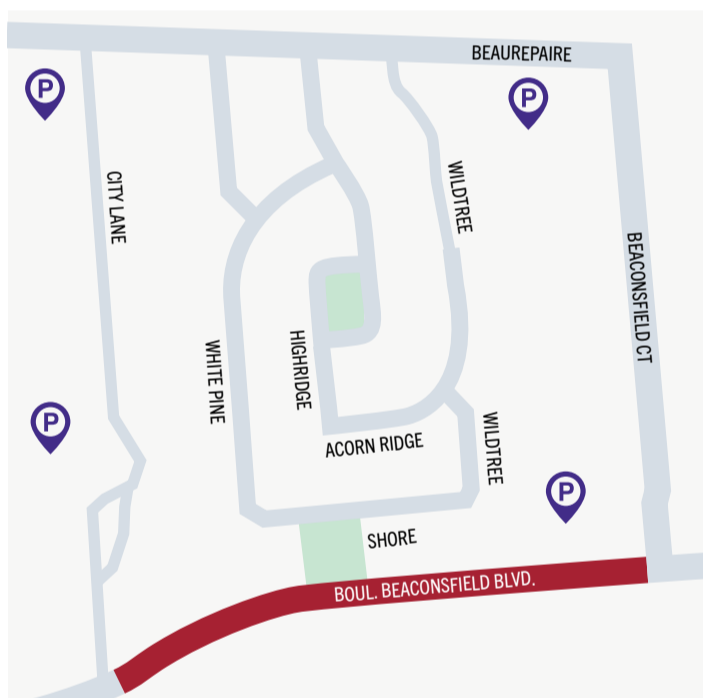 BEAUREPAIRE
P
P
CITY LANE
WILDTREE
BEACONSFIELD CT
WHITE PINE
HIGHRIDGE
P
ACORN RIDGE
WILDTREE
P
SHORE
BOUL. BEACONSFIELD BLVD.